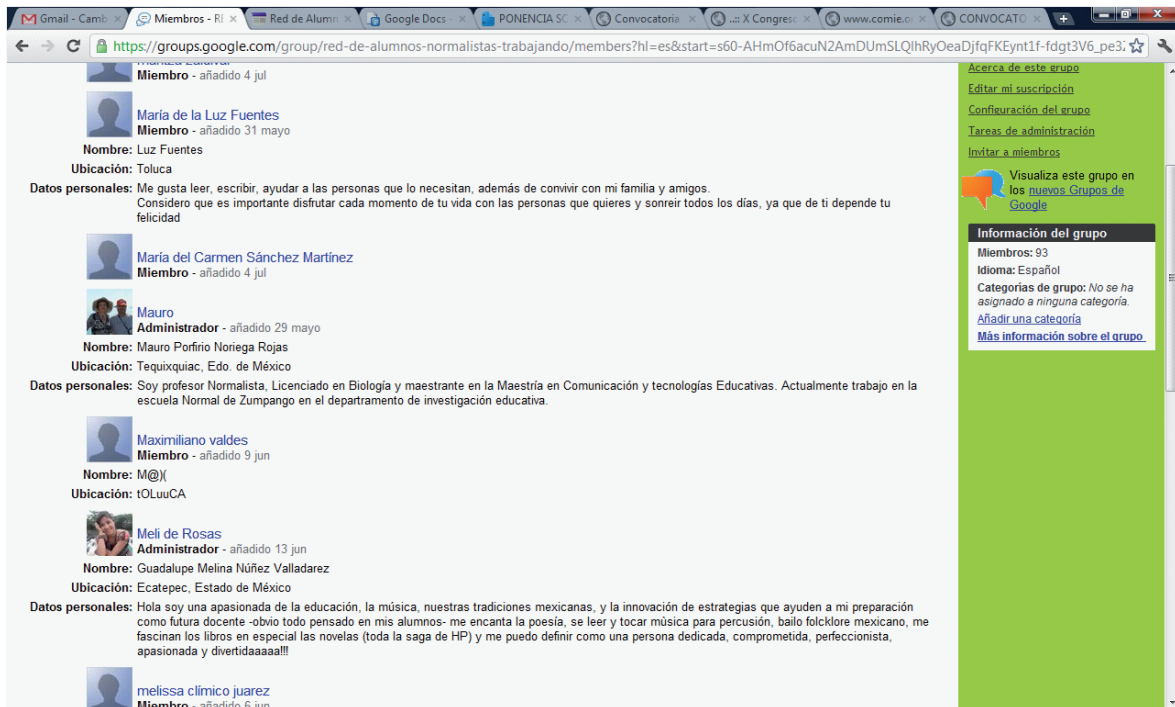 Gmail - Camb
Miembros - RE
Red de Alumn
Google Docs -
PONENCIA SO
Convocatoria
..:: X Congreso
www.comie.o
CONVOCATO
https://groups.google.com/group/red-de-alumnos-normalistas-trabajando/members?hl=es&start=s60-
Miembro - añadido 4 jul
María de la Luz Fuentes
Miembro - añadido 31 mayo
Nombre: Luz Fuentes
Ubicación: Toluca
Datos personales: Me gusta leer, escribir, ayudar a las personas que lo necesitan, además de convivir con mi familia y amigos.
Considero que es importante disfrutar cada momento de tu vida con las personas que quieres y sonreir todos los días, ya que de ti depende tu
felicidad
María del Carmen Sánchez Martínez
Miembro - añadido 4 jul
Mauro
Administrador - añadido 29 mayo
Nombre: Mauro Porfirio Noriega Rojas
Ubicación: Tequixquiac, Edo. de México
Datos personales: Soy profesor Normalista, Licenciado en Biología y maestrante en la Maestría en Comunicación y tecnologías Educativas. Actualmente trabajo en la
escuela Normal de Zumpango en el departramento de investigación educativa.
Maximiliano valdes
Miembro - añadido 9 jun
Nombre: M@)(
Ubicación: tOLuuCA
Meli de Rosas
Administrador - añadido 13 jun
Nombre: Guadalupe Melina Núñez Valladarez
Ubicación: Ecatepec, Estado de México
Datos personales: Hola soy una apasionada de la educación, la música, nuestras tradiciones mexicanas, y la innovación de estrategias que ayuden a mi preparación
como futura docente -obvio todo pensado en mis alumnos- me encanta la poesía, se leer y tocar mùsica para percusión, bailo folcklore mexicano, me
fascinan los libros en especial las novelas (toda la saga de HP) y me puedo definir como una persona dedicada, comprometida, perfeccionista,
apasionada y divertidaaaaa!!!
melissa clímico juarez
Miembro - añadido 6 jun
Acerca de este grupo
Editar mi suscripción
Configuración del grupo
Tareas de administración
Invitar a miembros
Visualiza este grupo en
los nuevos Grupos de
Google
Información del grupo
Miembros: 93
Idioma: Español
Categorías de grupo: No se ha
asignado a ninguna categoría.
Añadir una categoría
Más información sobre el grupo